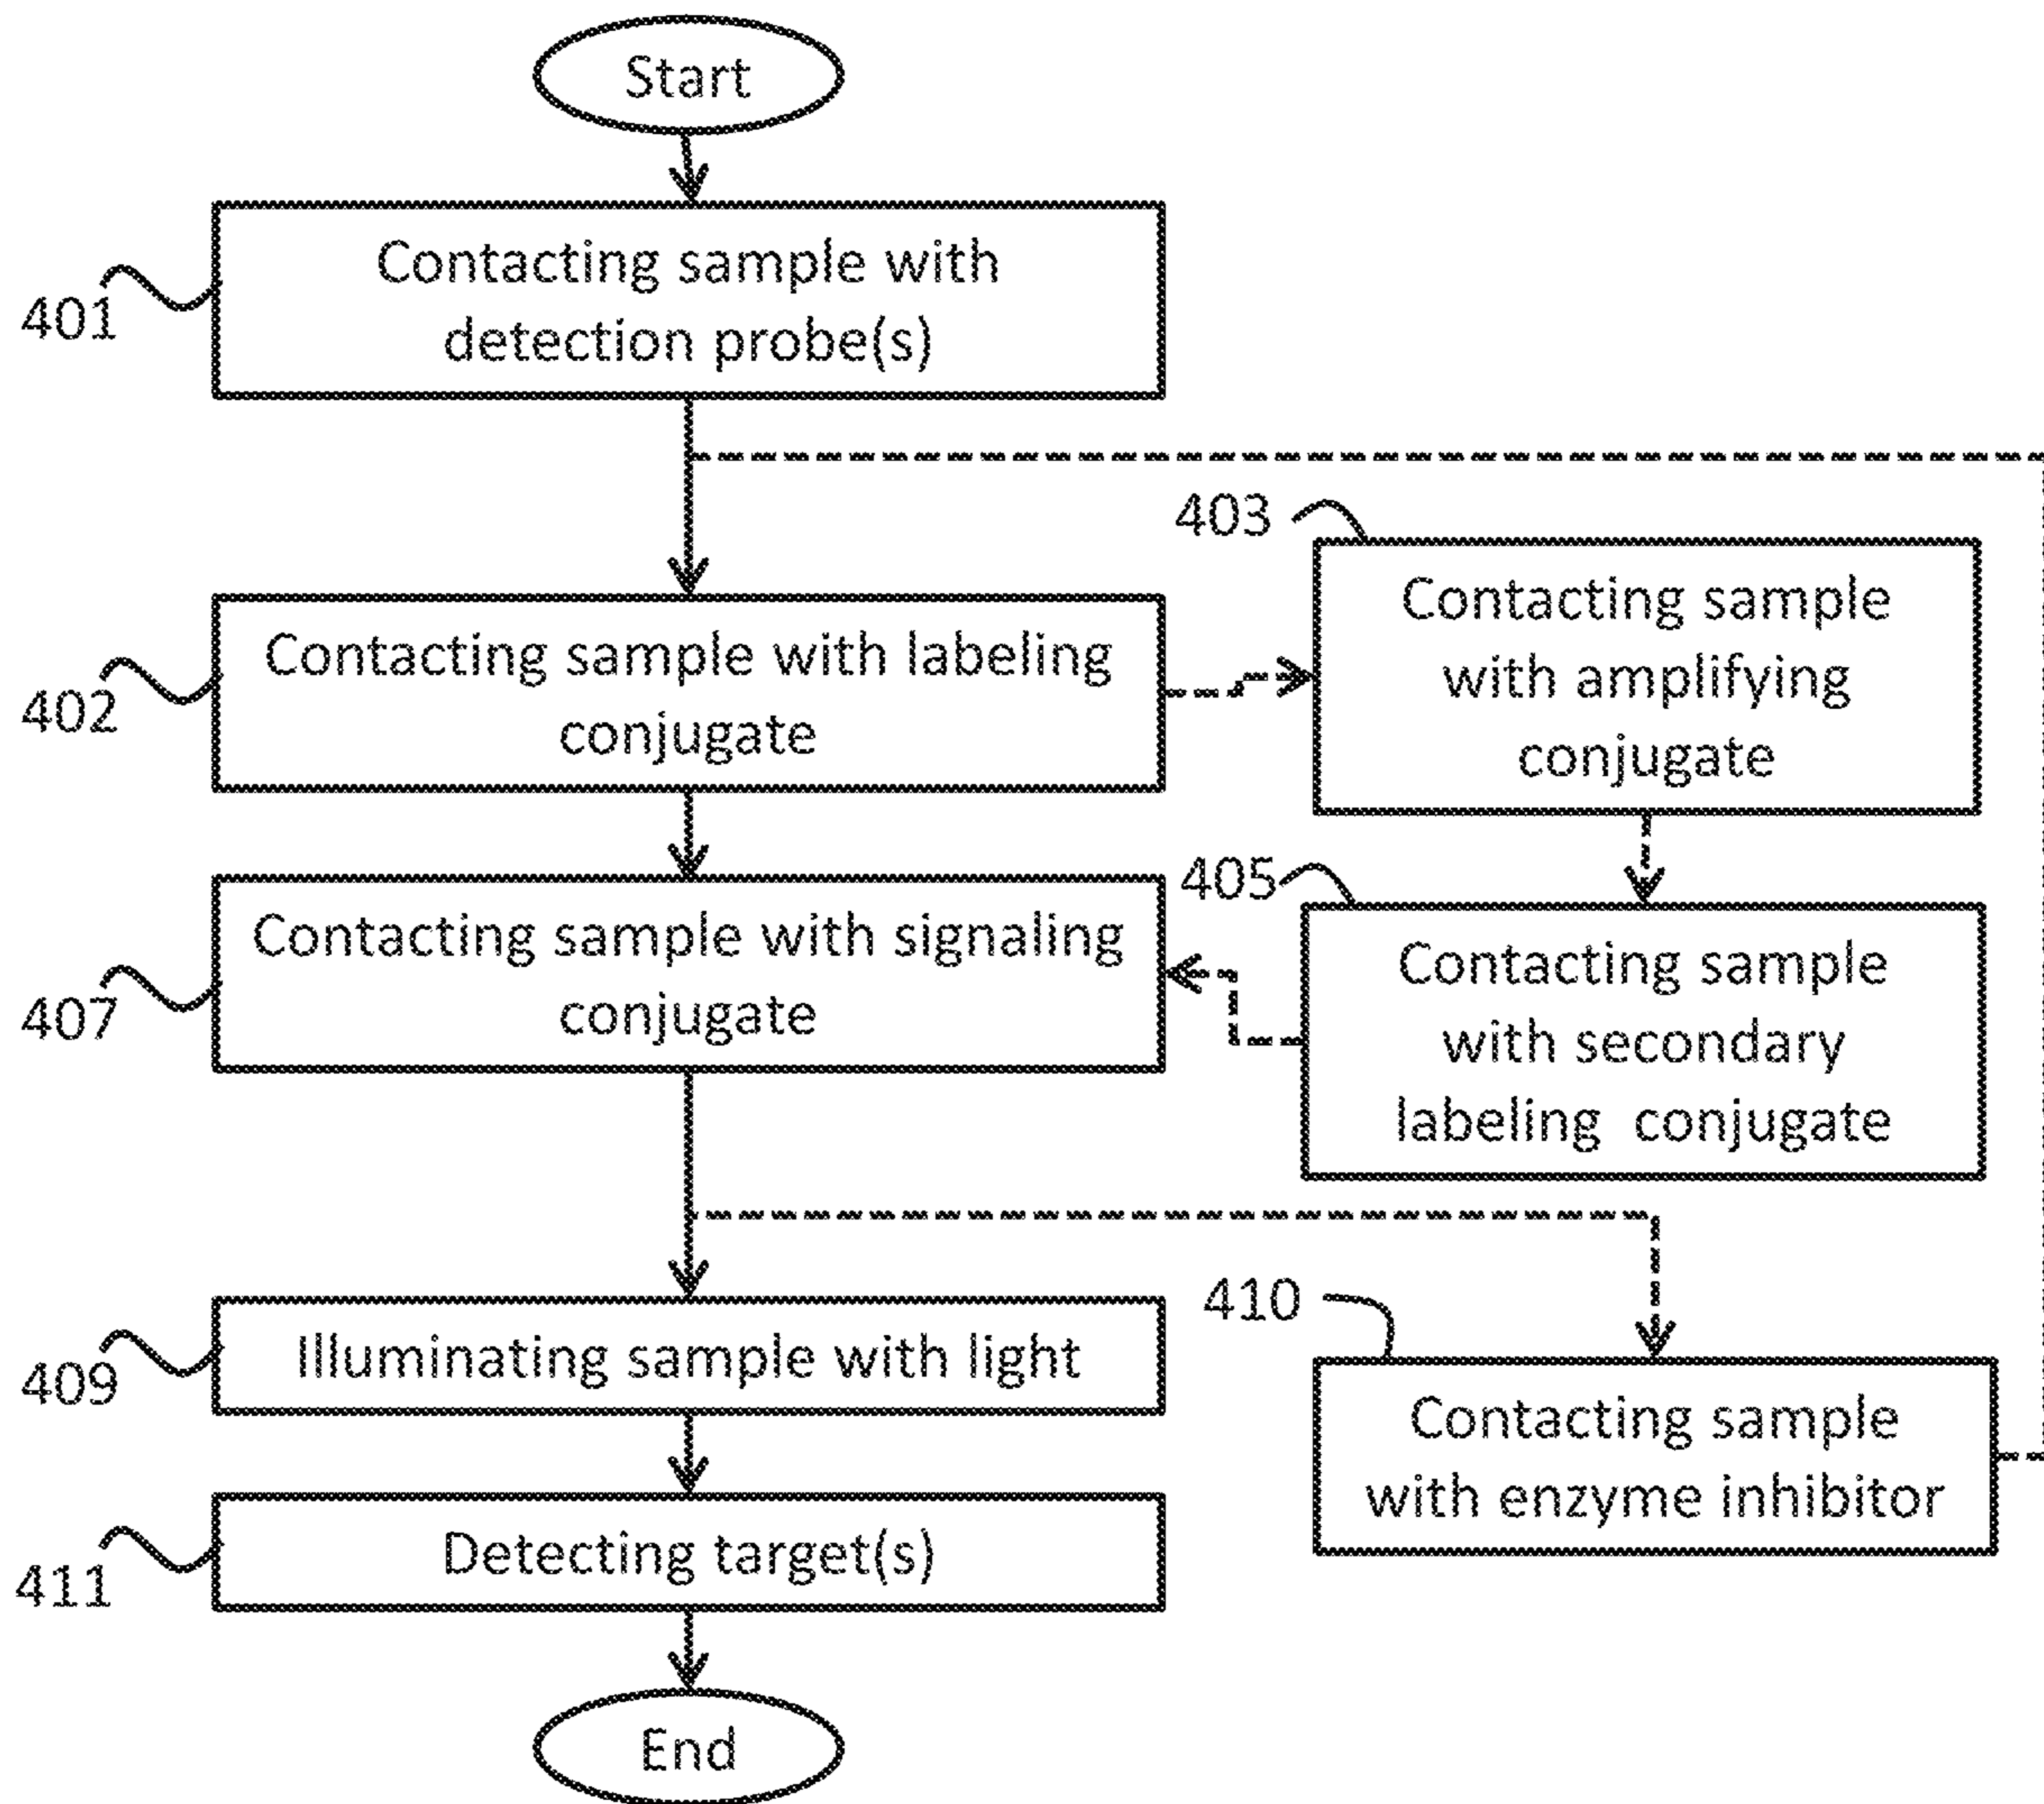 Start
Contacting sample with
detection probe(s)
401
403
Contacting sample with labeling
conjugate
402
Contacting sample
with amplifying
conjugate
405
Contacting sample with signaling
conjugate
407
Contacting sample
with secondary
labeling conjugate
410
Illuminating sample with light
409
Contacting sample
with enzyme inhibitor
Detecting target(s)
411
End